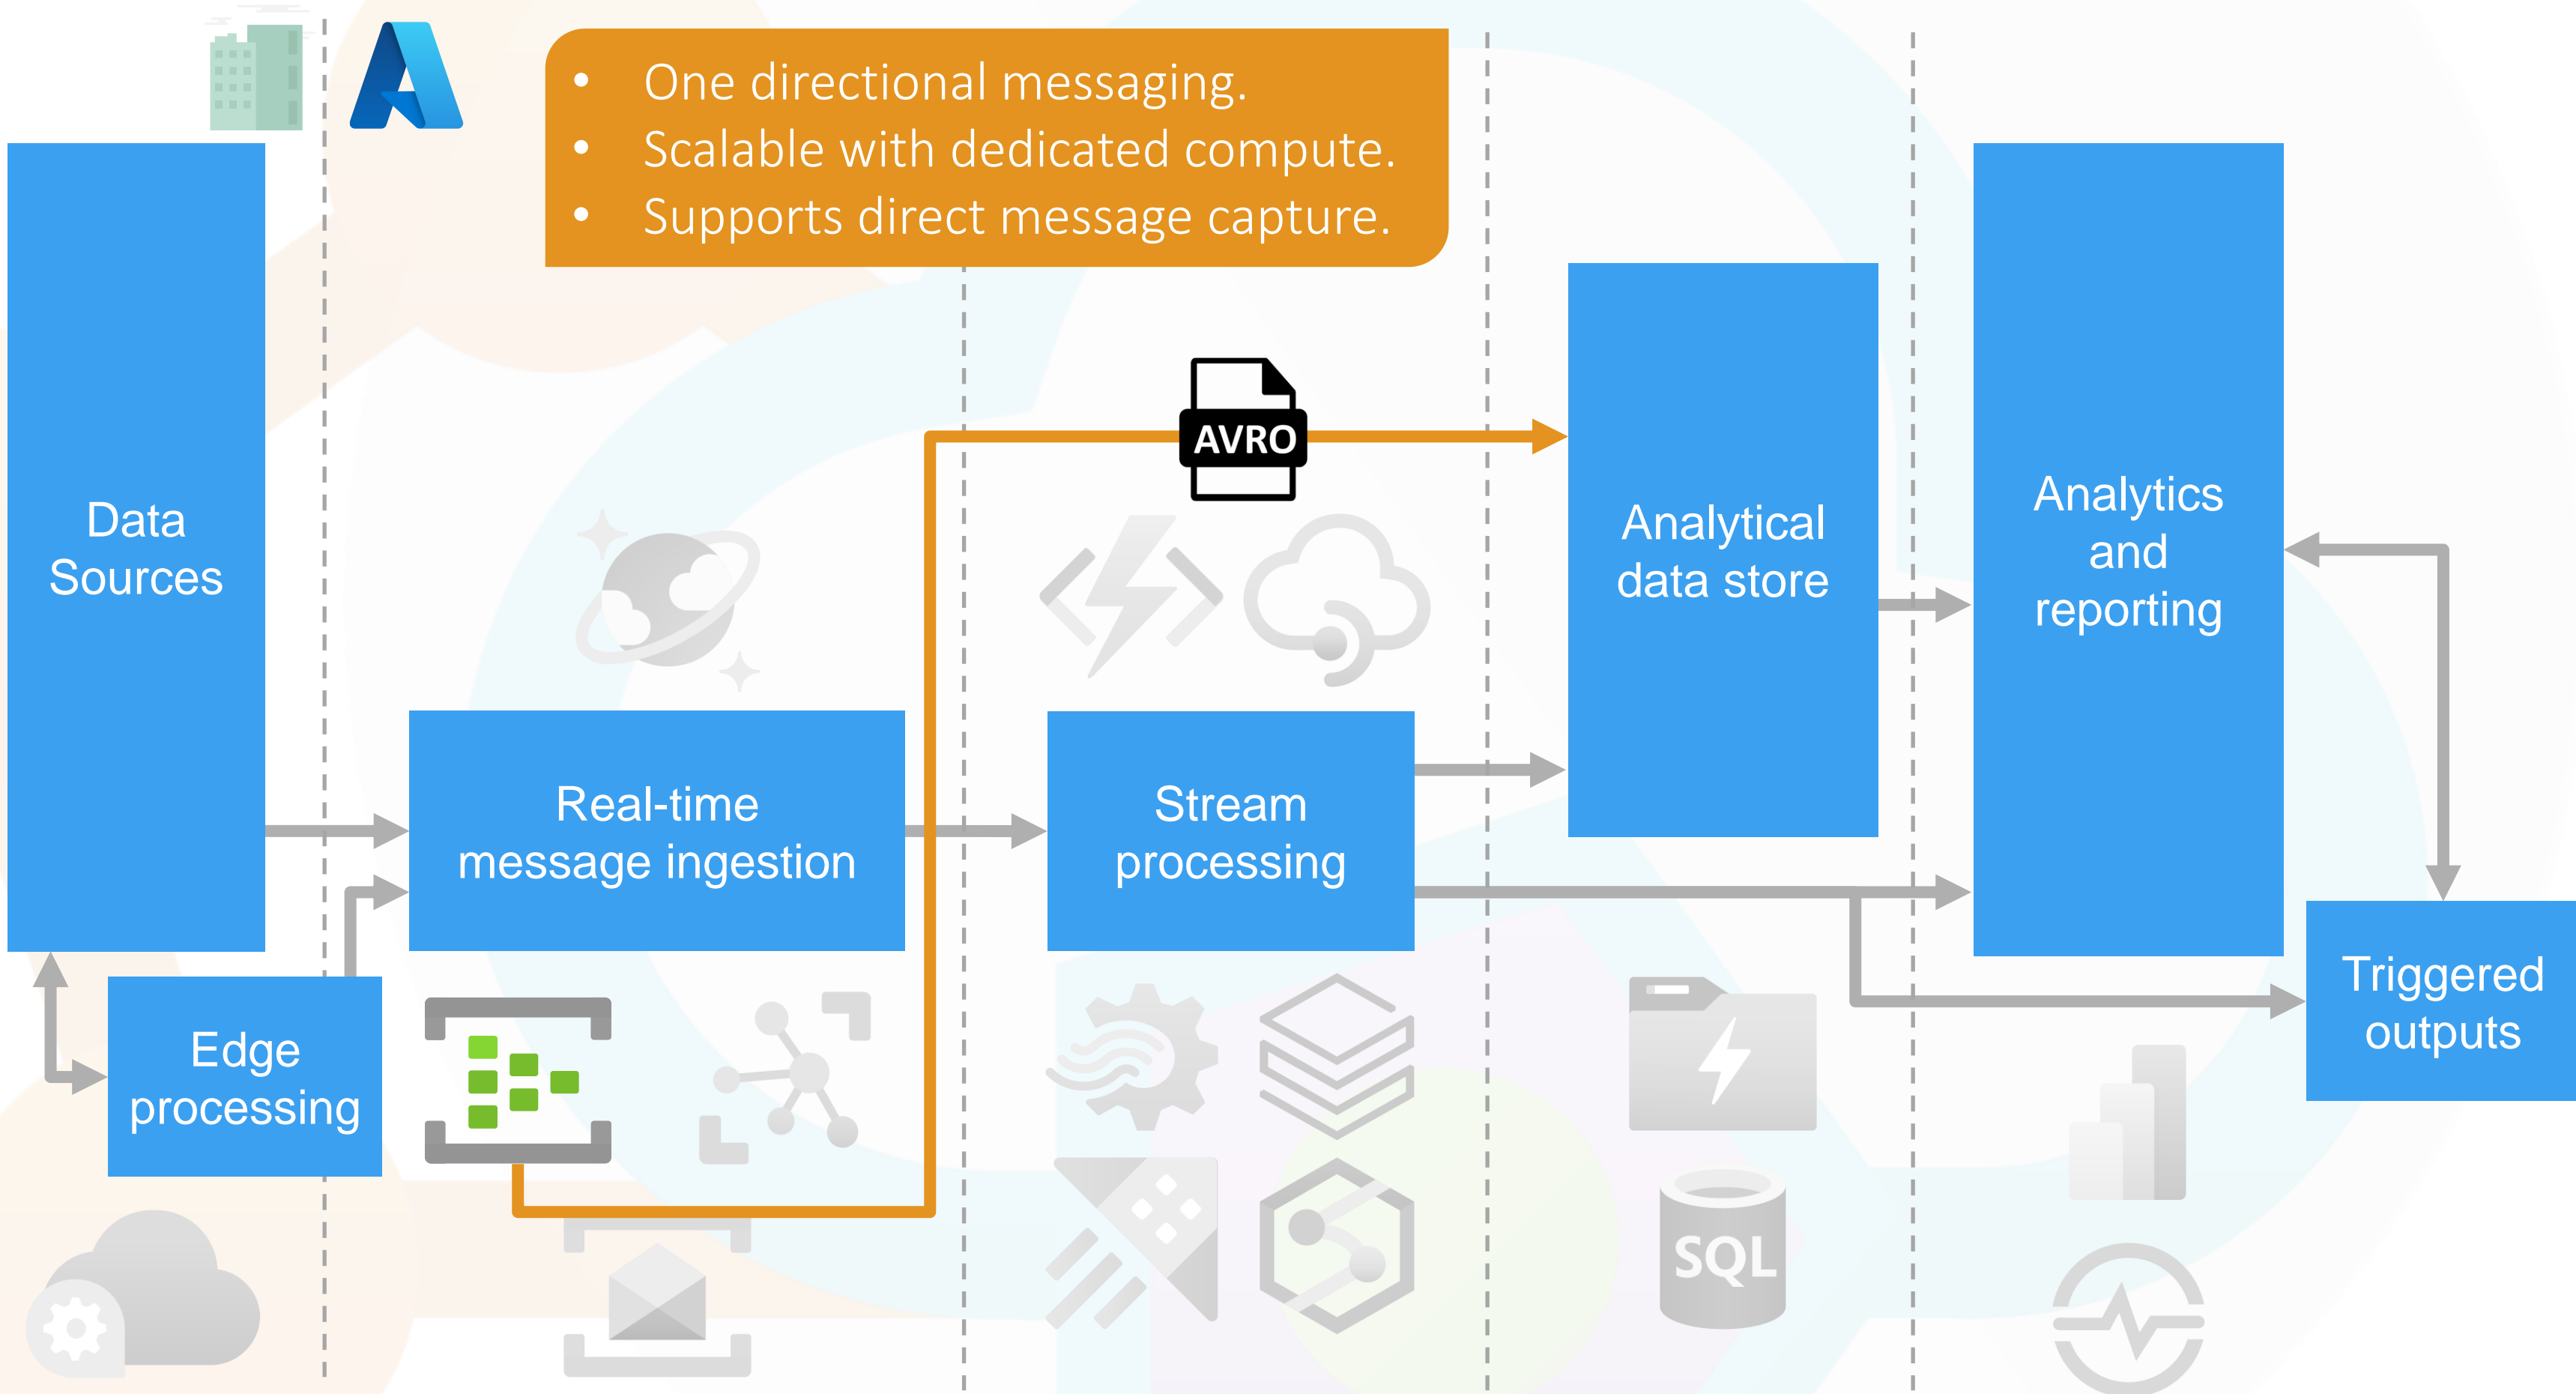 • One directional messaging.
• Scalable with dedicated compute.
• Supports direct message capture.
AVRO
Data
Sources
Analytical
data store
Analytics
and
reporting
Real-time
message ingestion
Stream
processing
Edge
processing
Triggered
outputs
SQL